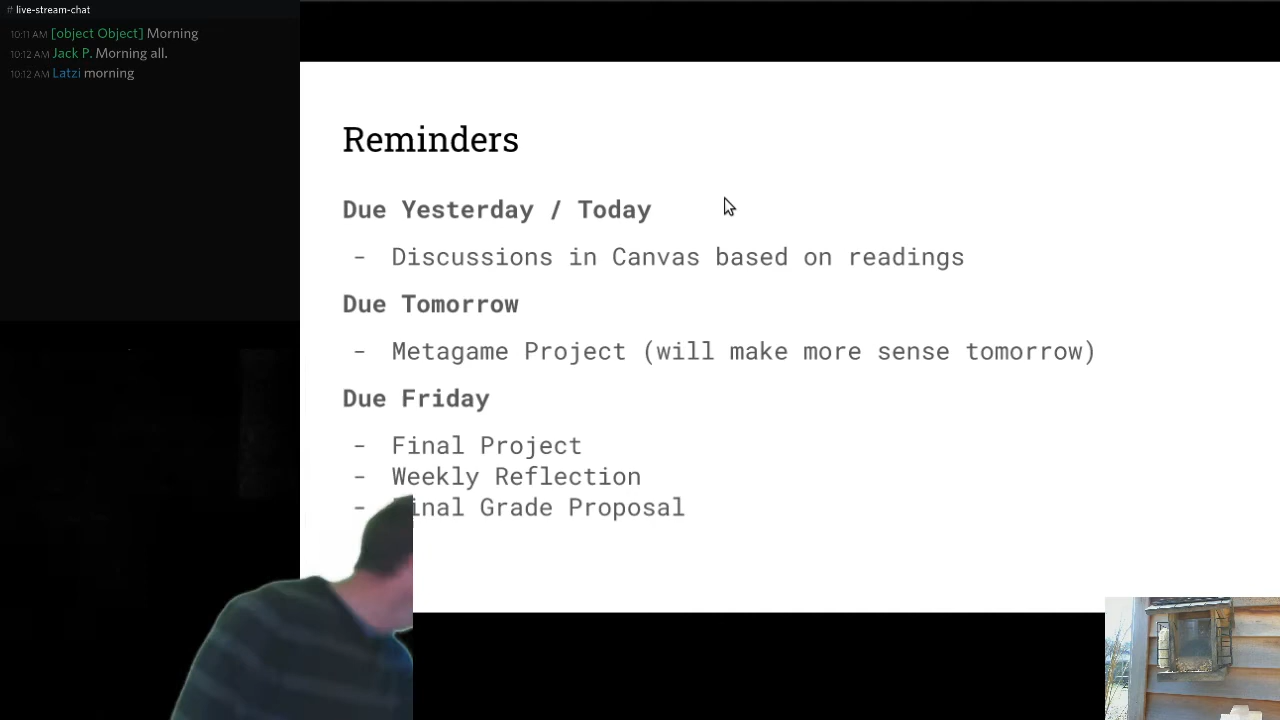 # live-stream-chat
10:11 AM [object Object] Morning
10:12 AM Jack P. Morning all.
10:12 AM Latzi morning
Reminders
Due Yesterday / Today
- Discussions in Canvas based on readings
Due Tomorrow
- Metagame Project (will make more sense tomorrow)
Due Friday
- Final Project
- Weekly Reflection
- inal Grade Proposal